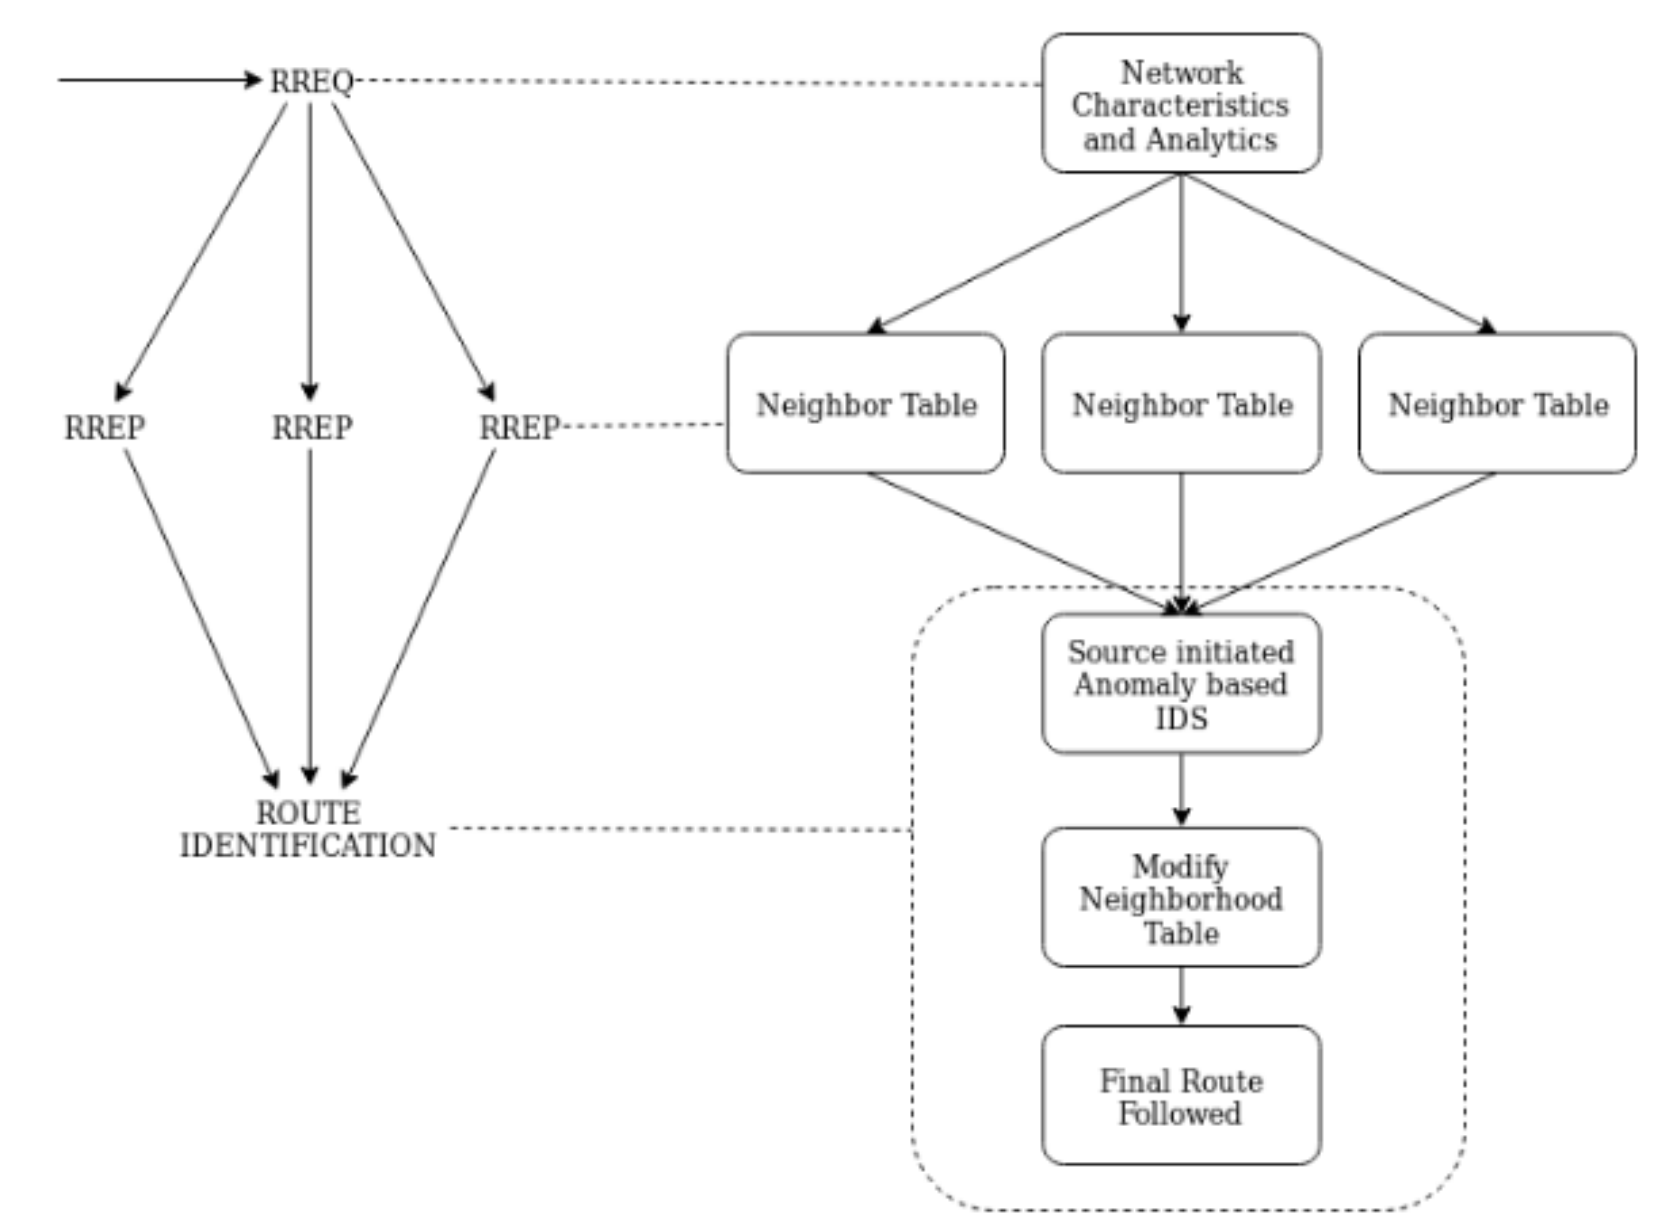 RREQ
Network
Characteristics
and Analytics
RREP
RREP
RREP
Neighbor Table
Neighbor Table
Neighbor Table
Source initiated
Anomaly based
IDS
ROUTE
IDENTIFICATION
Modify
Neighborhood
Table
Final Route
Followed